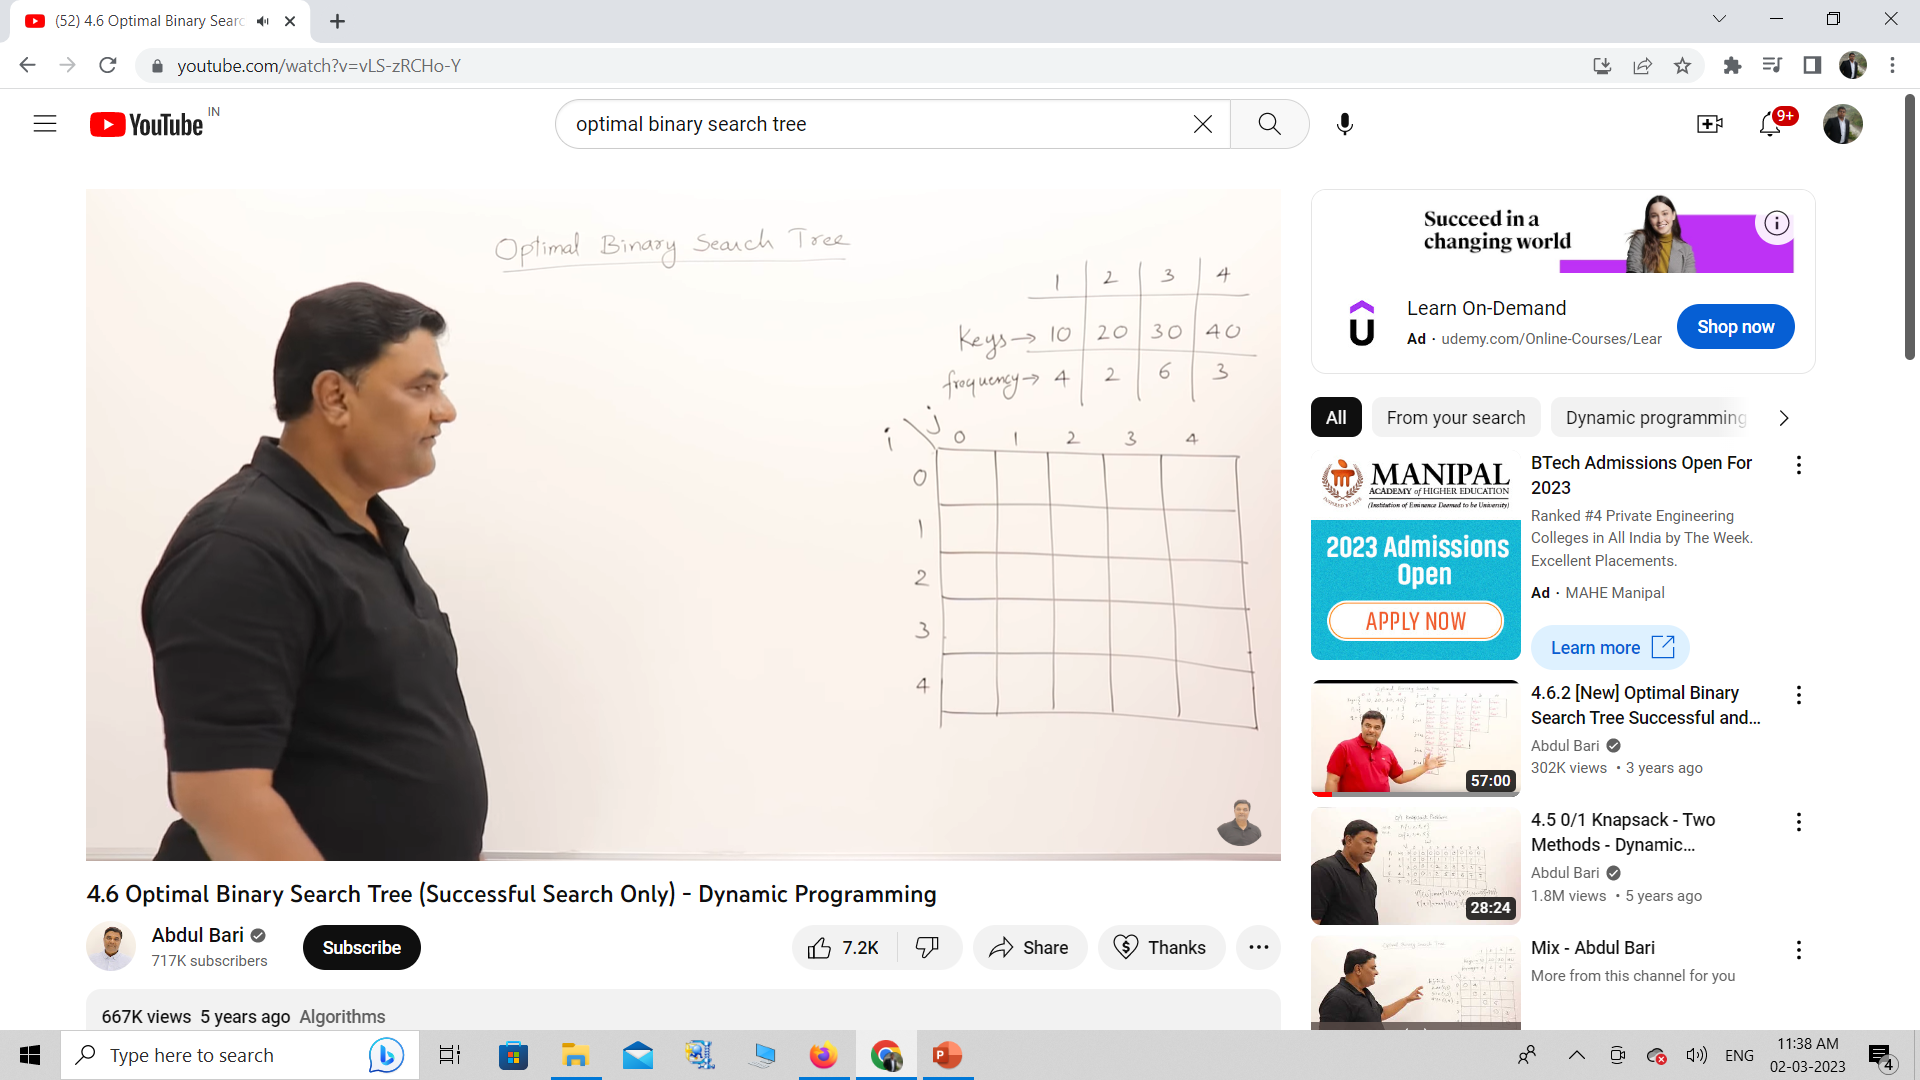 (52) 4.6 Optimal Binary Searc
youtube.com/watch?v=vLS-zRCHo-Y
YouTube IN
optimal binary search tree
9+
Optimal Binary Search Tree
1 2 3 4
Keys→ 10 20 30 40
frequency→ 4 2 6 3
i j
0 1 2 3 4
0
1
2
3
4
4.6 Optimal Binary Search Tree (Successful Search Only) - Dynamic Programming
Abdul Bari
717K subscribers
Subscribe
7.2K
Share
Thanks
667K views 5 years ago Algorithms
Succeed in a
changing world
Learn On-Demand
Ad · udemy.com/Online-Courses/Lear
Shop now
All
From your search
Dynamic programming
MANIPAL
ACADEMY of HIGHER EDUCATION
(Institution of Eminence Deemed to be University)
2023 Admissions
Open
APPLY NOW
BTech Admissions Open For
2023
Ranked #4 Private Engineering
Colleges in All India by The Week.
Excellent Placements.
Ad · MAHE Manipal
Learn more
57:00
4.6.2 [New] Optimal Binary
Search Tree Successful and...
Abdul Bari
302K views • 3 years ago
28:24
4.5 0/1 Knapsack - Two
Methods - Dynamic...
Abdul Bari
1.8M views • 5 years ago
Mix - Abdul Bari
More from this channel for you
Type here to search
ENG
11:38 AM
02-03-2023
4